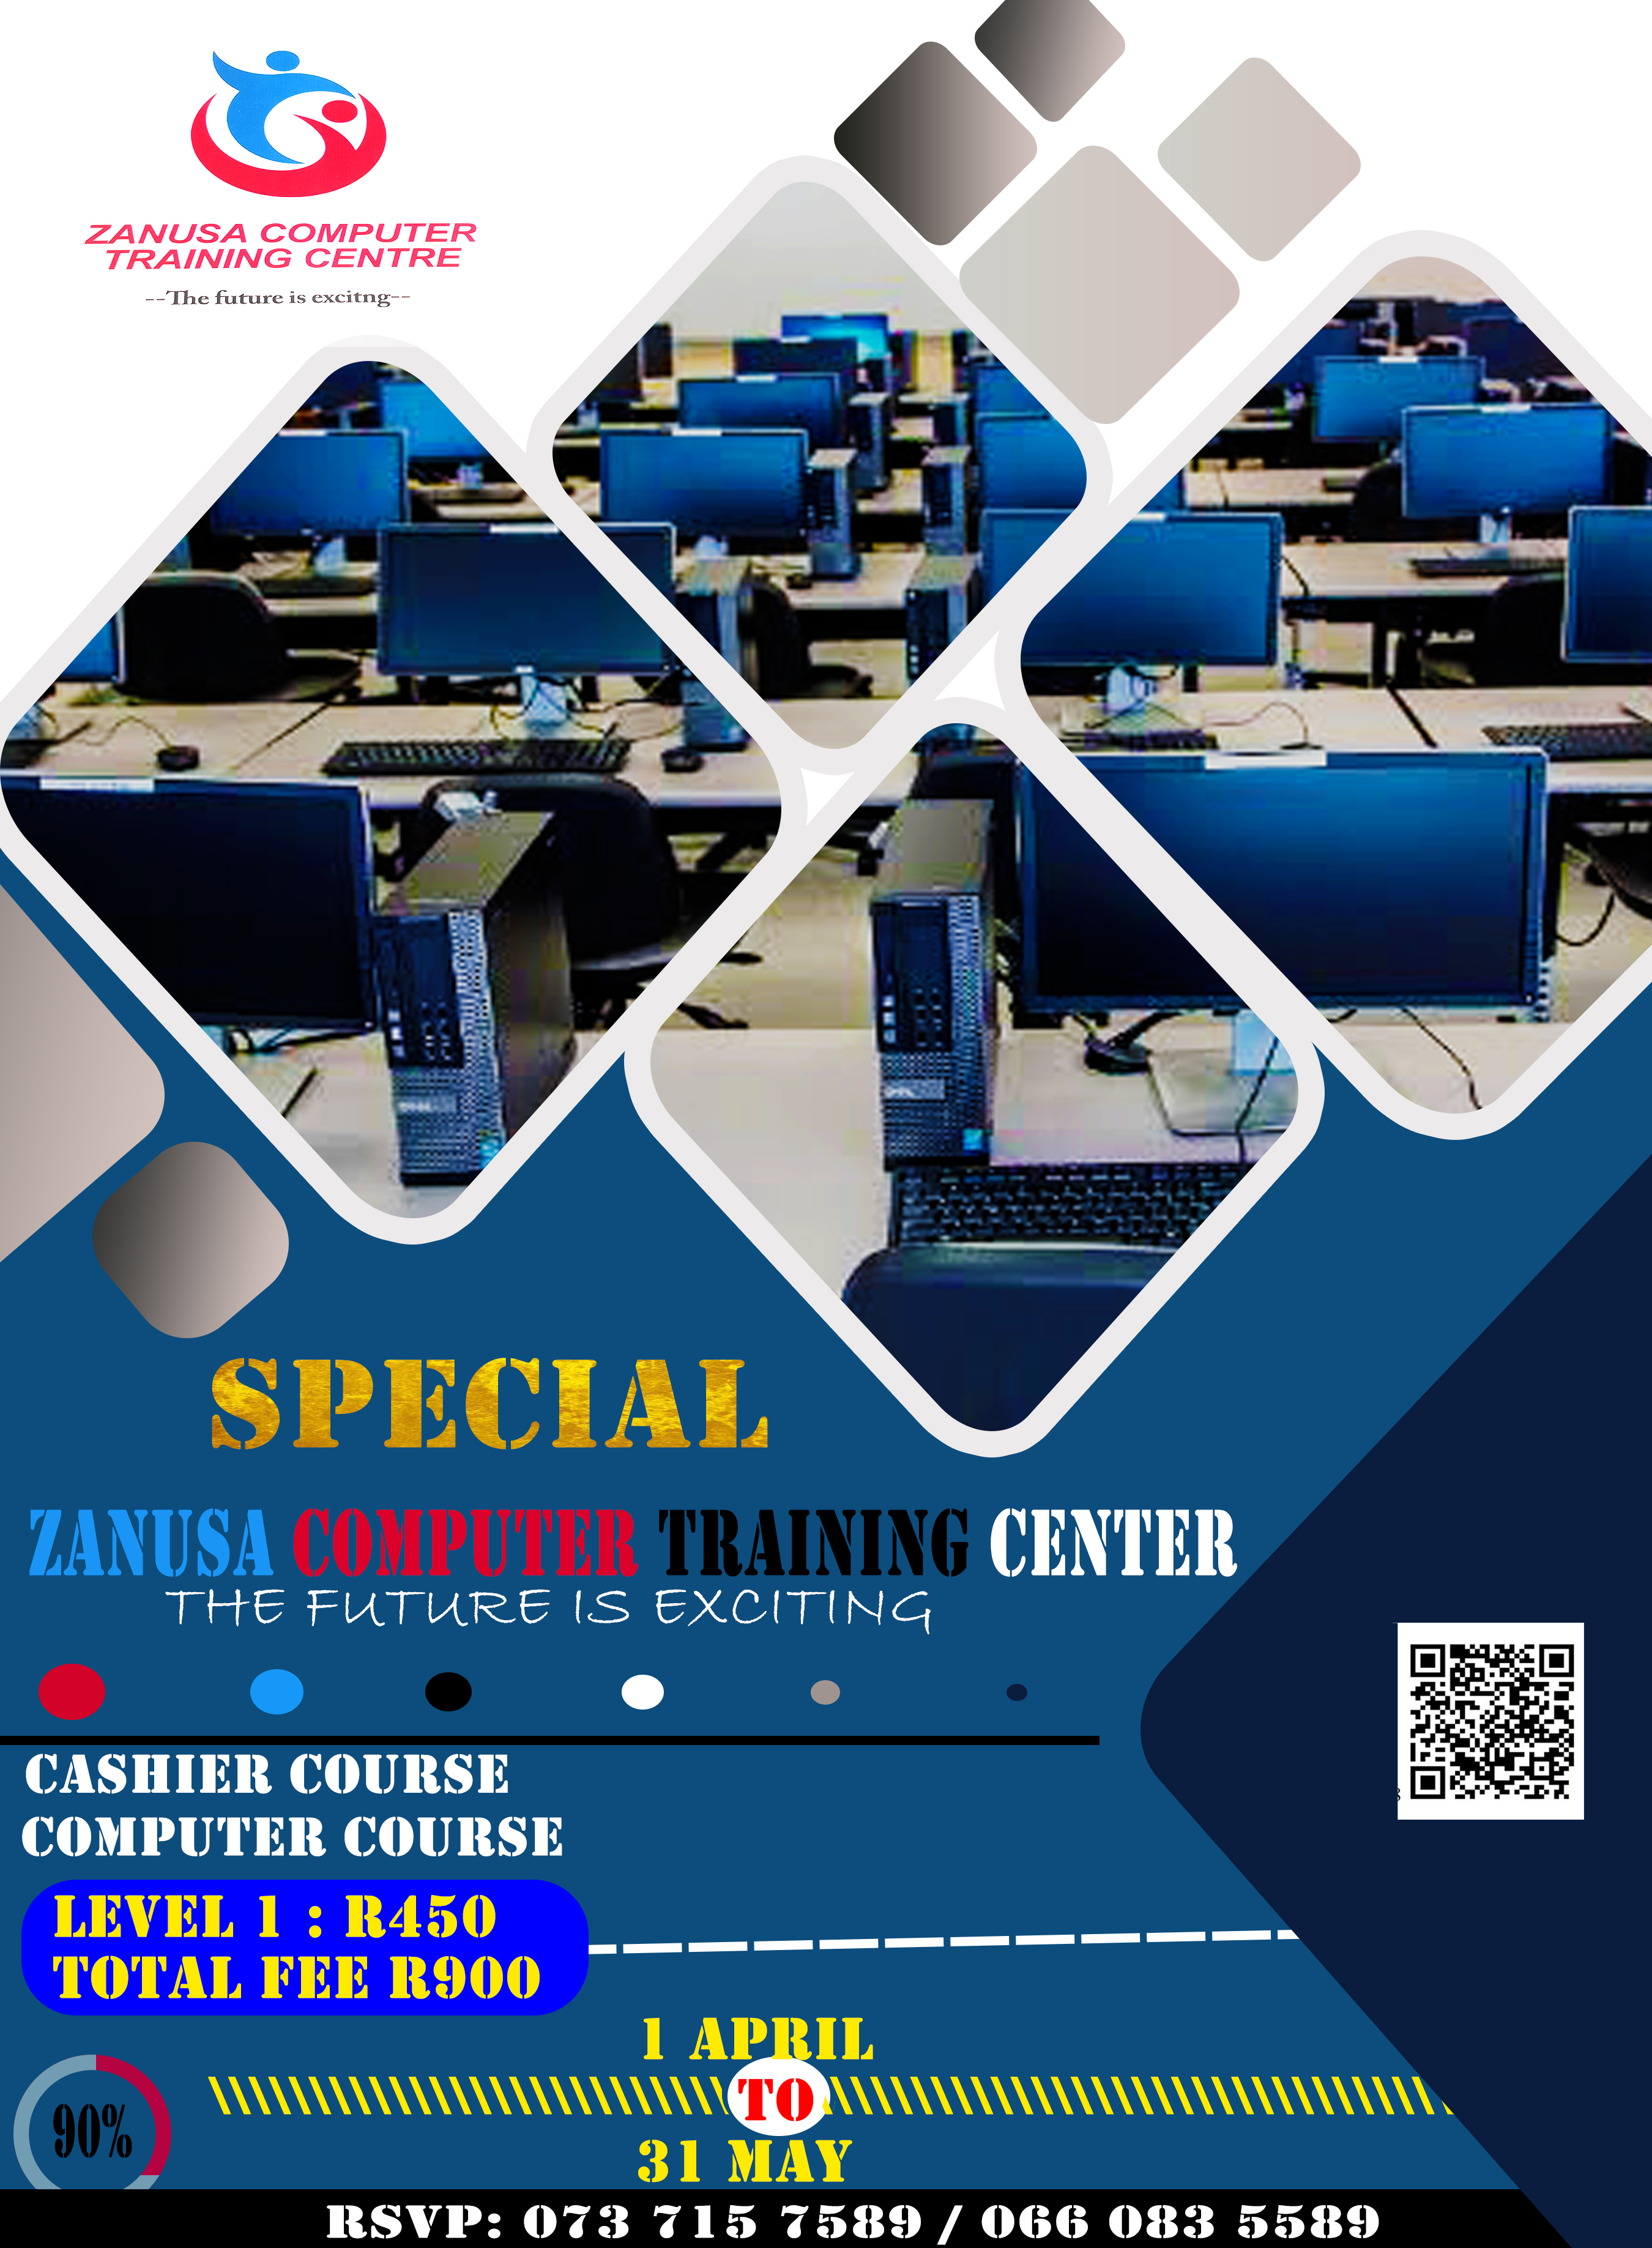 ZANUSA COMPUTER
TRAINING CENTRE
--The future is excitng--
SPECIAL
ZANUSA COMPUTER TRAINING CENTER
THE FUTURE IS EXCITING
CASHIER COURSE
COMPUTER COURSE
LEVEL 1 : R450
TOTAL FEE R900
1 APRIL
TO
31 MAY
90%
RSVP: 073 715 7589 / 066 083 5589